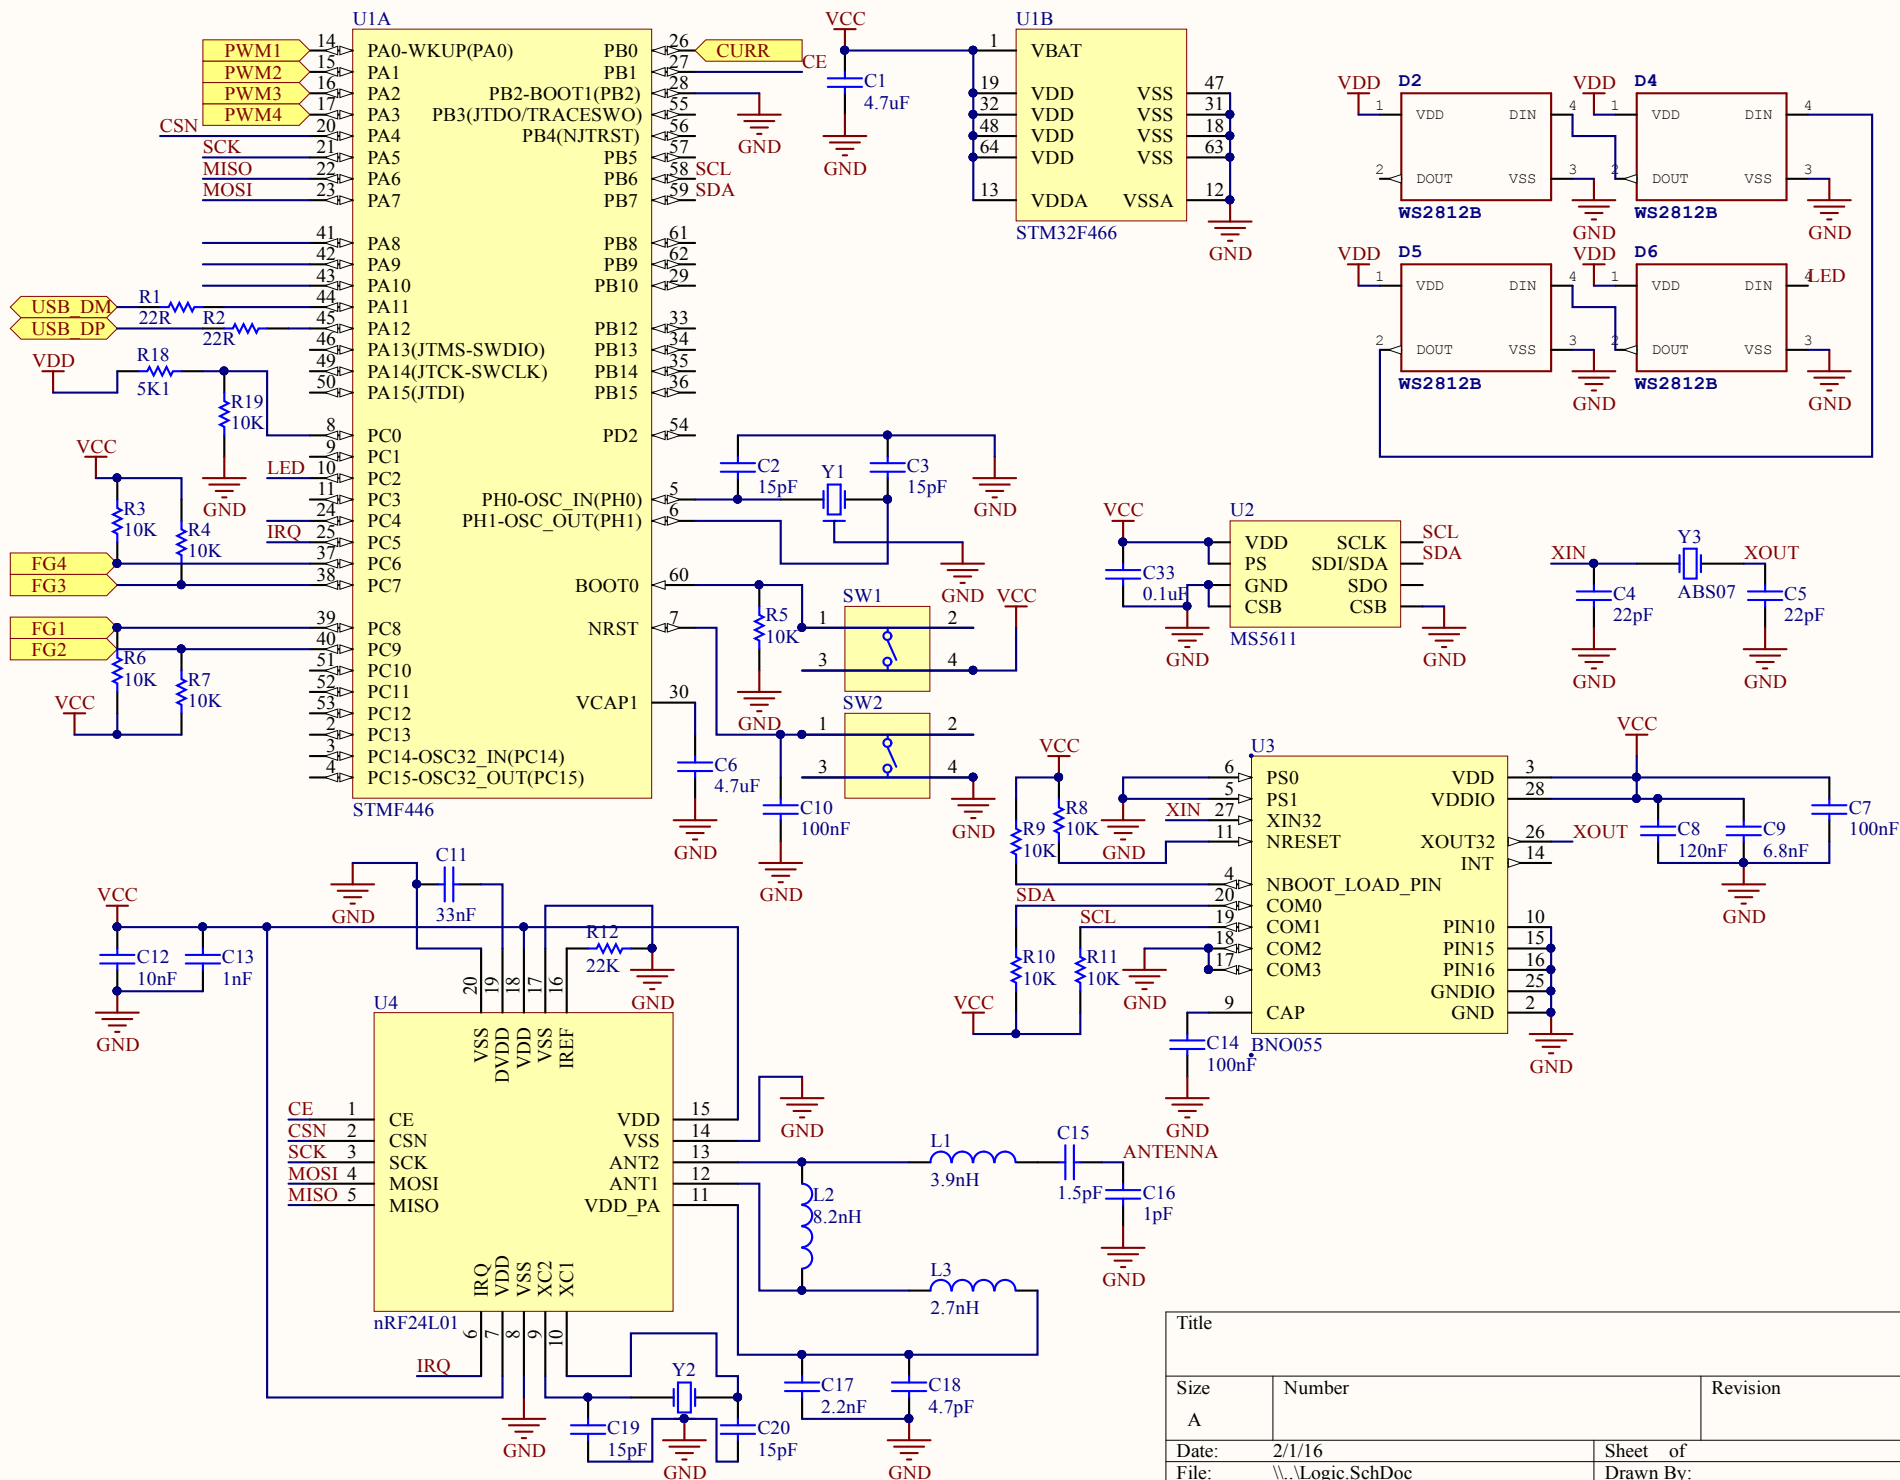 U1A
PWM1 14 PA0-WKUP(PA0) PB0 26 CURR
PWM2 15 PA1 PB1 27 CE
PWM3 16 PA2 PB2-BOOT1(PB2) 28
PWM4 17 PA3 PB3(JTDO/TRACESWO) 55
CSN 20 PA4 PB4(NJTRST) 56 GND
SCK 21 PA5 PB5 57
MISO 22 PA6 PB6 58 SCL
MOSI 23 PA7 PB7 59 SDA
41 PA8 PB8 61
42 PA9 PB9 62
43 PA10 PB10 29
USB_DM R1 22R 44 PA11
USB_DP R2 22R 45 PA12 PB12 33
46 PA13(JTMS-SWDIO) PB13 34
VDD R18 5K1 49 PA14(JTCK-SWCLK) PB14 35
50 PA15(JTDI) PB15 36
R19 10K GND
8 PC0 PD2 54
9 PC1
LED 10 PC2
11 PC3 PH0-OSC_IN(PH0) 5
24 PC4 PH1-OSC_OUT(PH1) 6
IRQ 25 PC5
VCC R3 10K R4 10K
FG4 37 PC6
FG3 38 PC7 BOOT0 60
FG1 39 PC8 NRST 7
FG2 40 PC9
R6 10K R7 10K VCC
51 PC10
52 PC11
53 PC12 VCAP1 30
2 PC13
3 PC14-OSC32_IN(PC14)
4 PC15-OSC32_OUT(PC15)
STMF446
C2 15pF Y1 C3 15pF GND
GND
R5 10K GND
SW1 1 2 3 4 VCC
SW2 1 2 3 4 GND
C6 4.7uF GND
C10 100nF GND
VCC C1 4.7uF GND
U1B
1 VBAT
19 VDD VSS 47
32 VDD VSS 31
48 VDD VSS 18
64 VDD VSS 63
13 VDDA VSSA 12
STM32F466 GND
VDD D2 VDD D4
1 VDD DIN 4 1 VDD DIN 4
2 DOUT VSS 3 2 DOUT VSS 3
WS2812B GND WS2812B GND
VDD D5 VDD D6
1 VDD DIN 4 1 VDD DIN 4 LED
2 DOUT VSS 3 2 DOUT VSS 3
WS2812B GND WS2812B GND
VCC U2
VDD SCLK SCL
PS SDI/SDA SDA
C33 0.1uF GND SDO
CSB CSB
GND MS5611 GND
XIN Y3 XOUT
C4 22pF ABS07 C5 22pF
GND GND
VCC U3 VCC
6 PS0 VDD 3
5 PS1 VDDIO 28
XIN 27 XIN32 XOUT32 26 XOUT
11 NRESET INT 14
R9 10K R8 10K GND
C8 120nF C9 6.8nF C7 100nF
GND
4 NBOOT_LOAD_PIN
SDA 20 COM0
SCL 19 COM1 PIN10 10
18 COM2 PIN15 15
17 COM3 PIN16 16
GNDIO 25
9 CAP GND 2
R10 10K R11 10K GND
VCC
C14 100nF BNO055 GND
GND
C11 33nF GND
VCC C12 10nF C13 1nF GND
R12 22K GND
U4
20 19 18 17 16
VSS DVDD VDD VSS IREF
CE 1 CE VDD 15
CSN 2 CSN VSS 14
SCK 3 SCK ANT2 13
MOSI 4 MOSI ANT1 12
MISO 5 MISO VDD_PA 11
IRQ VDD VSS XC2 XC1
nRF24L01
6 7 8 9 10
IRQ
GND
GND
L1 3.9nH C15 1.5pF ANTENNA
L2 8.2nH C16 1pF
GND
L3 2.7nH
Y2
C19 15pF C20 15pF
GND
C17 2.2nF C18 4.7pF
GND
Title
Size Number Revision
A
Date: 2/1/16 Sheet of
File: \\..\Logic.SchDoc Drawn By: